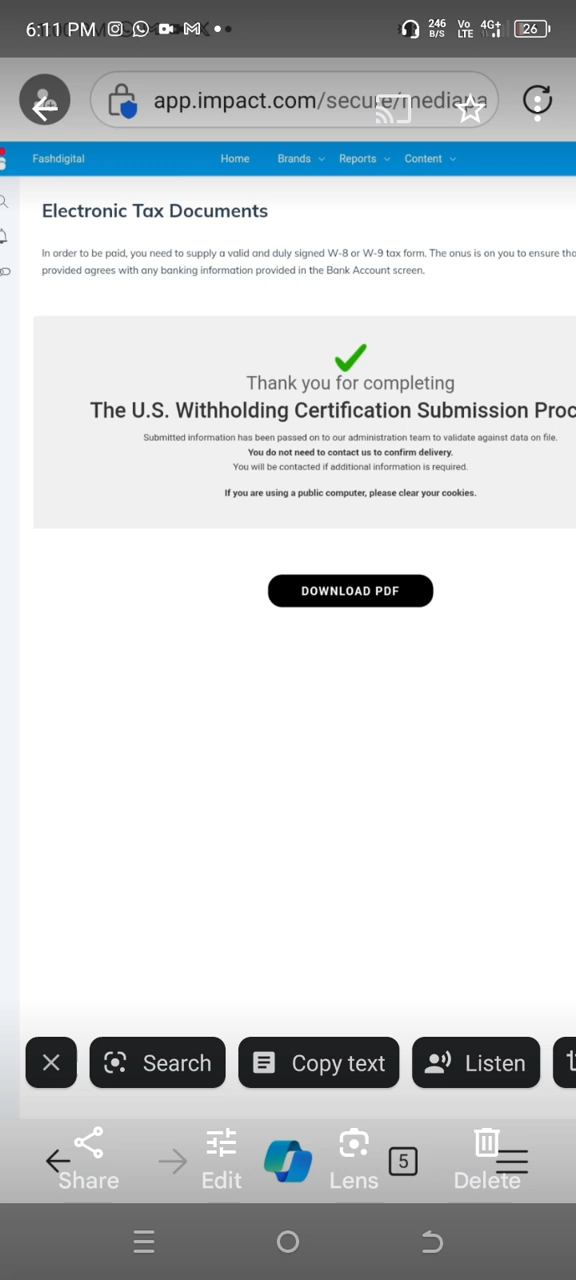 6:11 PM
246 B/S
Vo LTE
4G+
26
app.impact.com/secure/mediapa
Fashdigital
Home Brands Reports Content
Electronic Tax Documents
In order to be paid, you need to supply a valid and duly signed W-8 or W-9 tax form. The onus is on you to ensure
provided agrees with any banking information provided in the Bank Account screen.
Thank you for completing
The U.S. Withholding Certification Submission Proc
Submitted information has been passed on to our administration team to validate against data on file.
You do not need to contact us to confirm delivery.
You will be contacted if additional information is required.
If you are using a public computer, please clear your cookies.
DOWNLOAD PDF
Search Copy text Listen
5
Share Edit Lens Delete